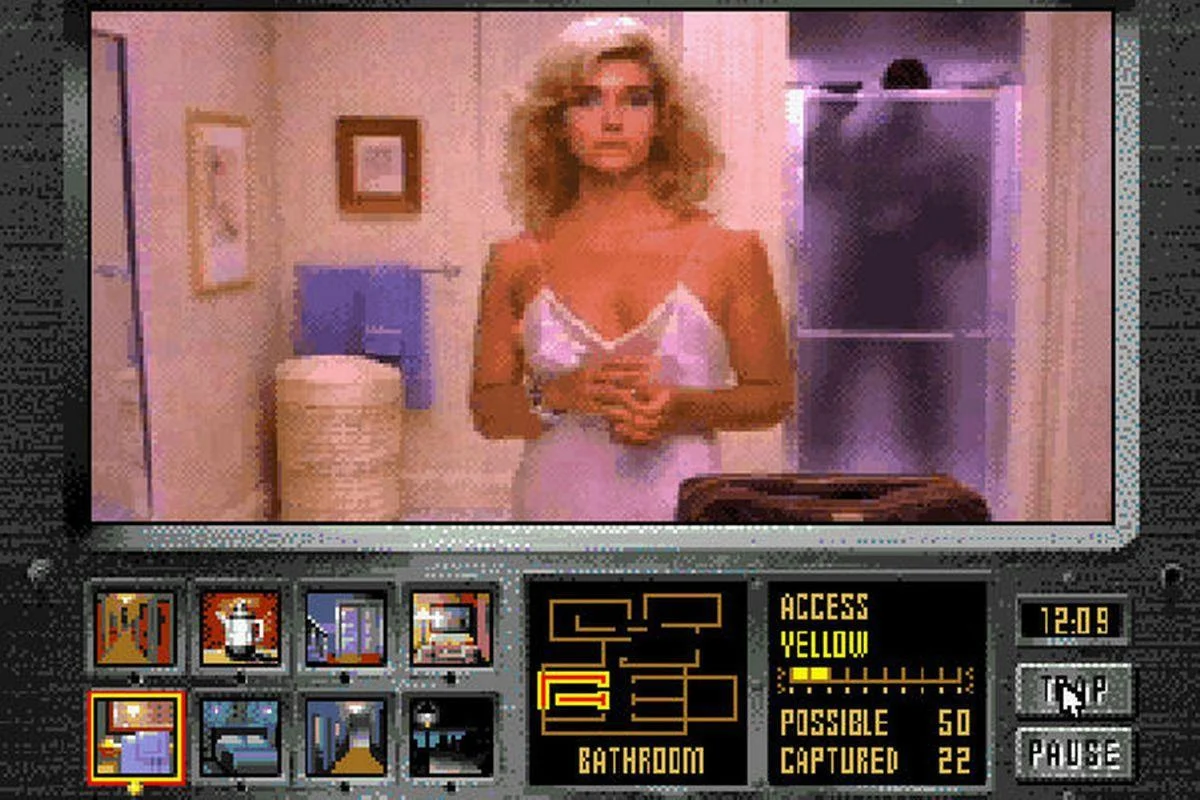 BATHROOM
ACCESS
YELLOW
POSSIBLE 50
CAPTURED 22
12:09
TRAP
PAUSE